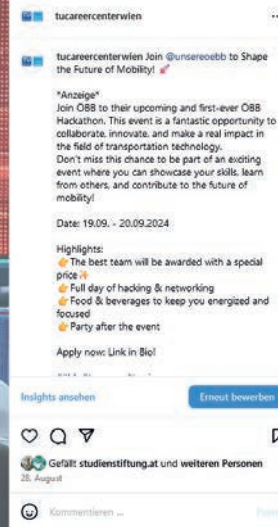 tucareercenterwien
tucareercenterwien Join @unsereoebb to Shape
the Future of Mobility!
*Anzeige*
Join ÖBB to their upcoming and first-ever ÖBB
Hackathon. This event is a fantastic opportunity to
collaborate, innovate, and make a real impact in
the field of transportation technology.
Don't miss this chance to be part of an exciting
event where you can showcase your skills, learn
from others, and contribute to the future of
mobility!
Date: 19.09. - 20.09.2024
Highlights:
👉The best team will be awarded with a special
price✨
👉Full day of hacking & networking
👉Food & beverages to keep you energized and
focused
👉Party after the event
Apply now: Link in Bio!
Insights ansehen
Erneut bewerben
Gefällt studienstiftung.at und weiteren Personen
28. August
Kommentieren ...